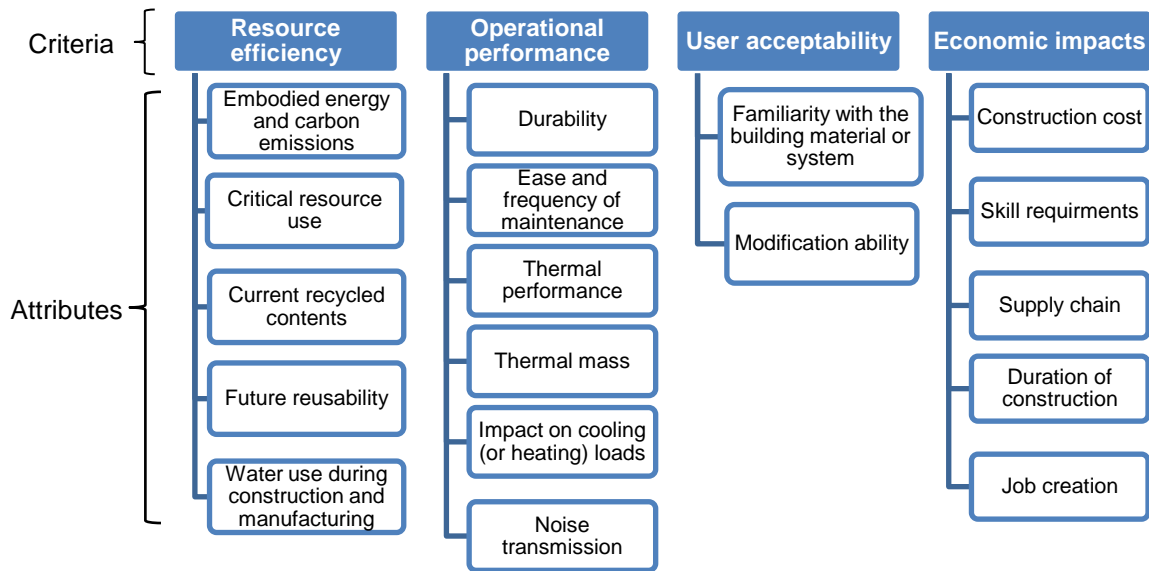 Criteria
Resource
efficiency
Operational
performance
User acceptability
Economic impacts
Attributes
Embodied energy
and carbon
emissions
Critical resource
use
Current recycled
contents
Future reusability
Water use during
construction and
manufacturing
Durability
Ease and
frequency of
maintenance
Thermal
performance
Thermal mass
Impact on cooling
(or heating) loads
Noise
transmission
Familiarity with the
building material or
system
Modification ability
Construction cost
Skill requirments
Supply chain
Duration of
construction
Job creation